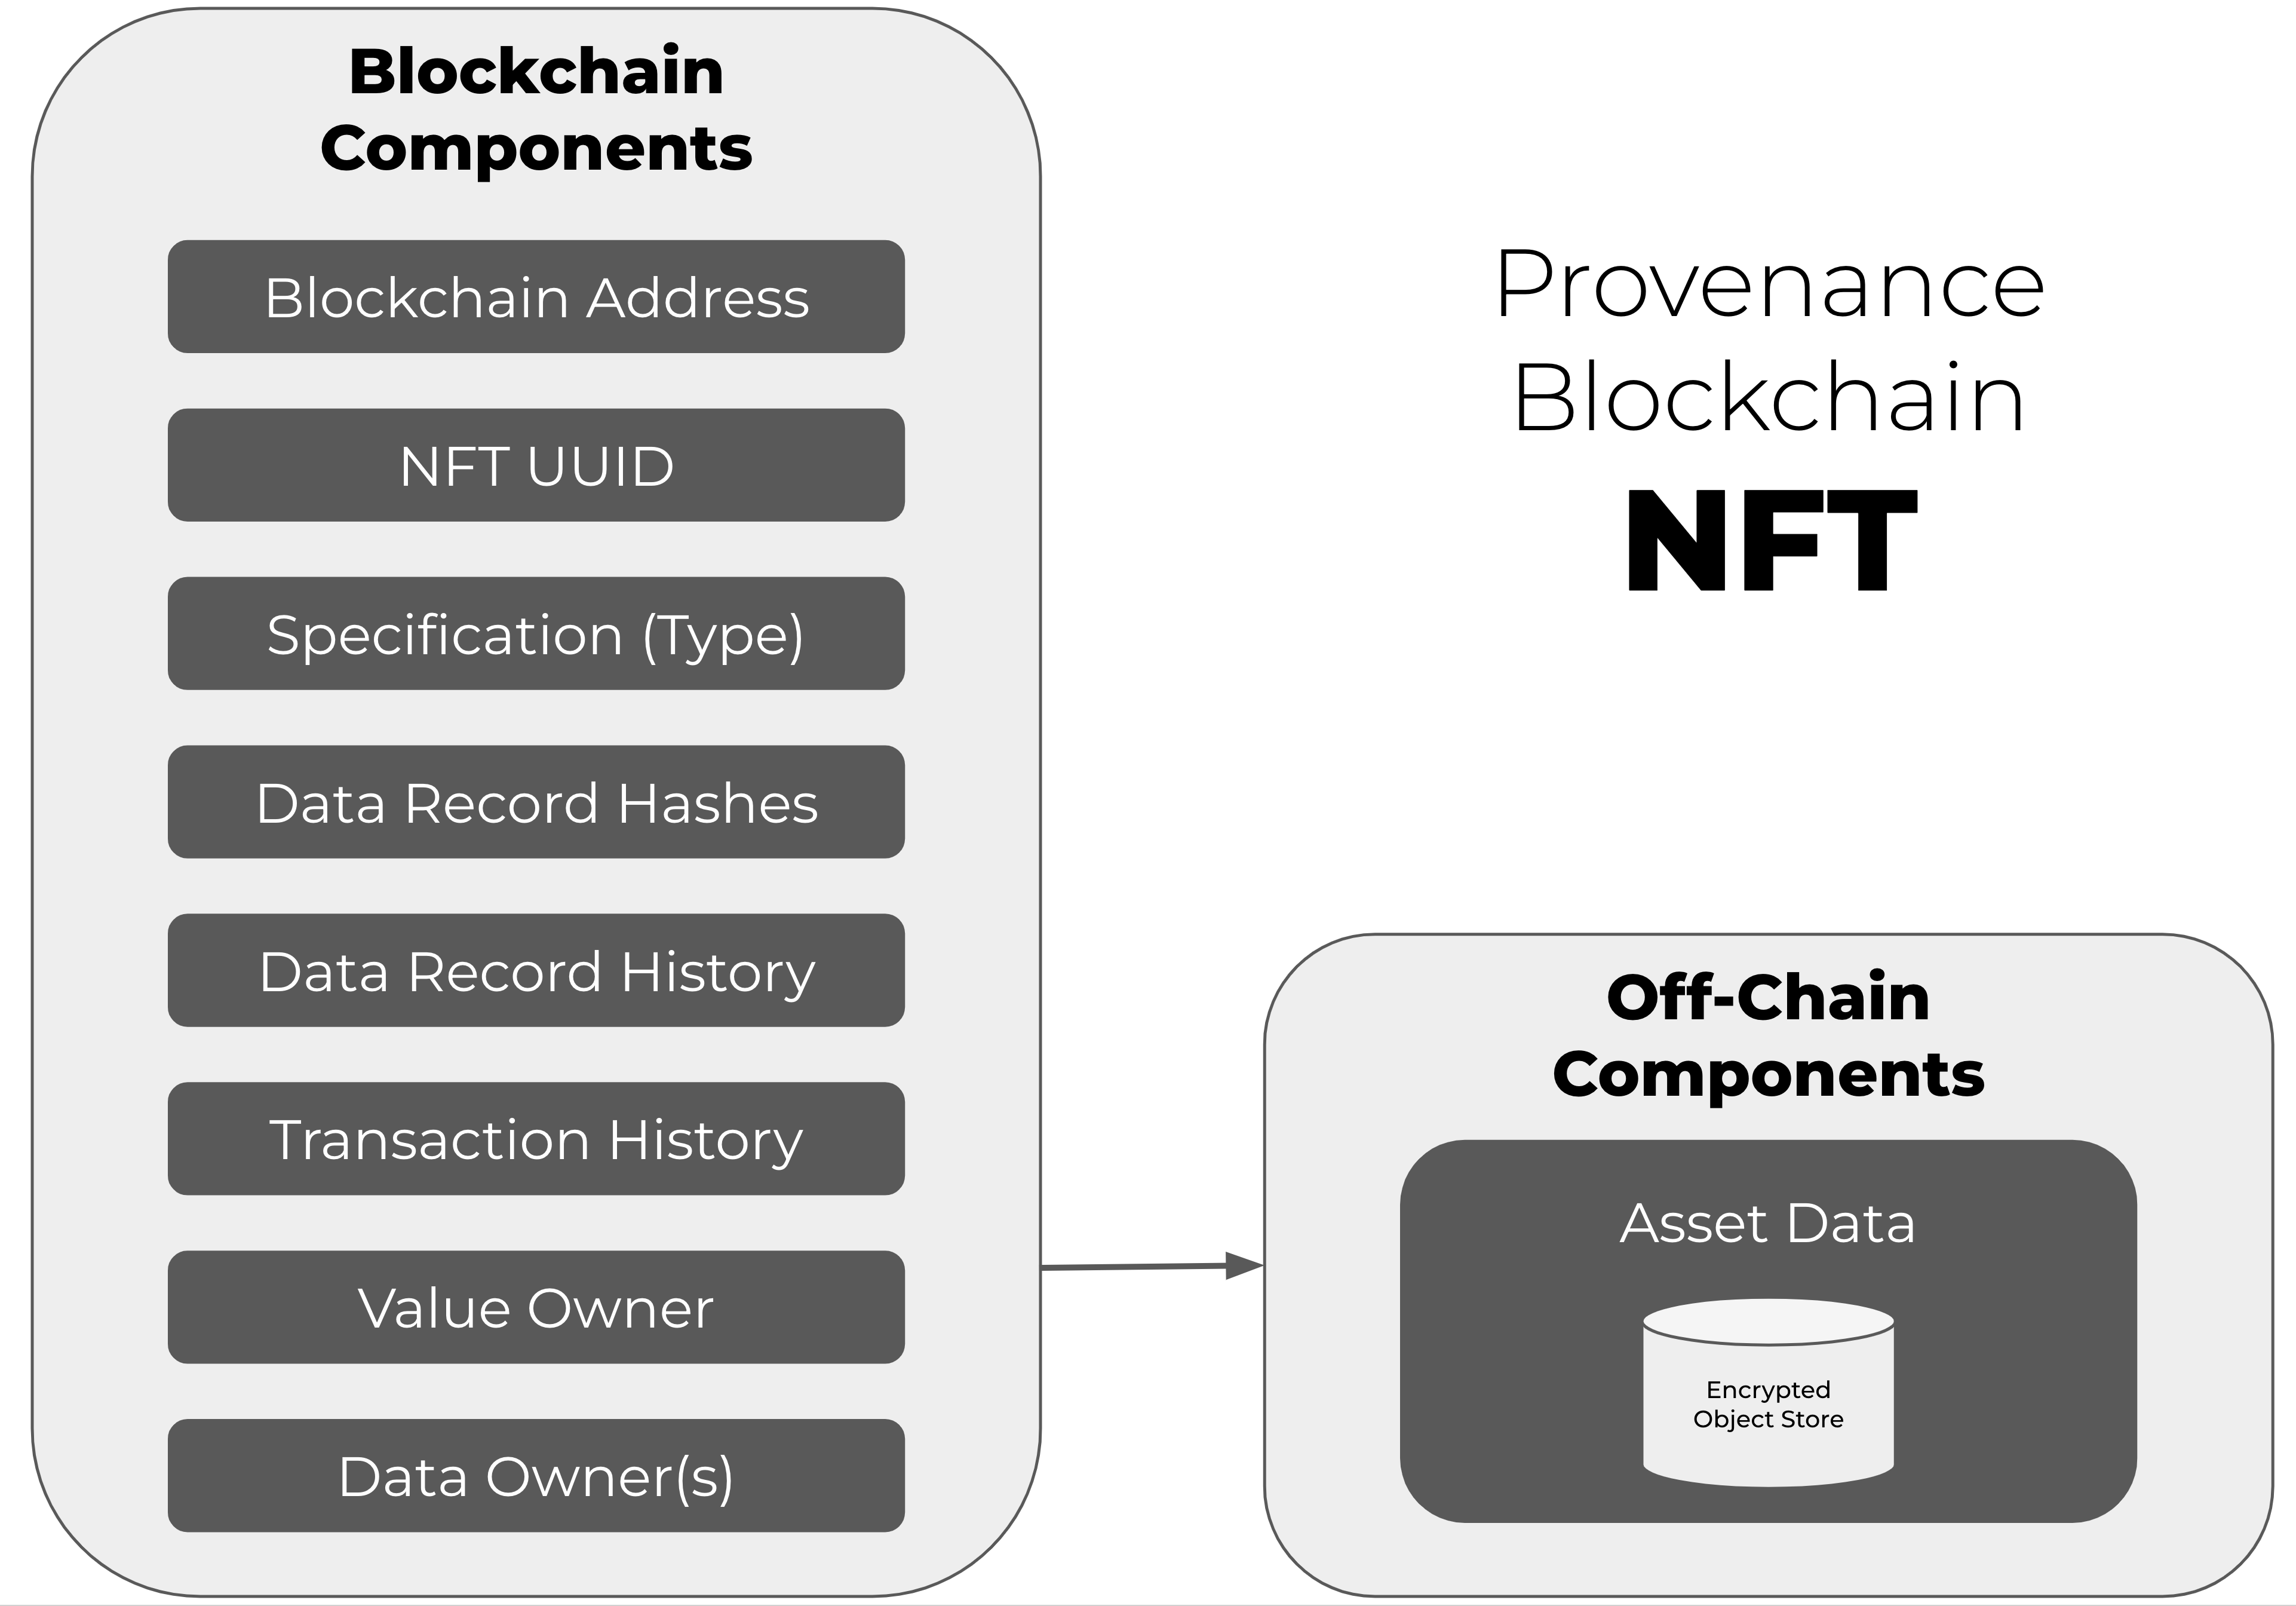 Blockchain
Components
Blockchain Address
NFT UUID
Specification (Type)
Data Record Hashes
Data Record History
Transaction History
Value Owner
Data Owner(s)
Provenance
Blockchain
NFT
Off-Chain
Components
Asset Data
Encrypted
Object Store